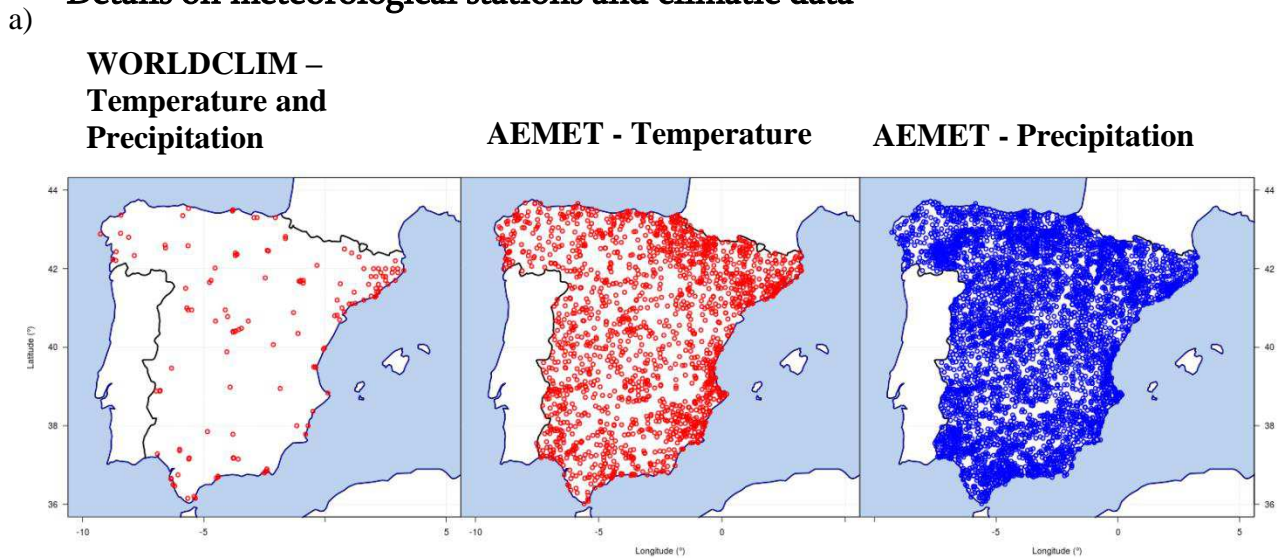 Details on meteorological stations and climatic data
a)
WORLDCLIM –
Temperature and
Precipitation
AEMET - Temperature
AEMET - Precipitation
44
42
40
38
36
Latitude (º)
-10
-5
5
-10
-5
0
Longitude (º)
-5
0
5
Longitude (º)
44
42
40
38
36